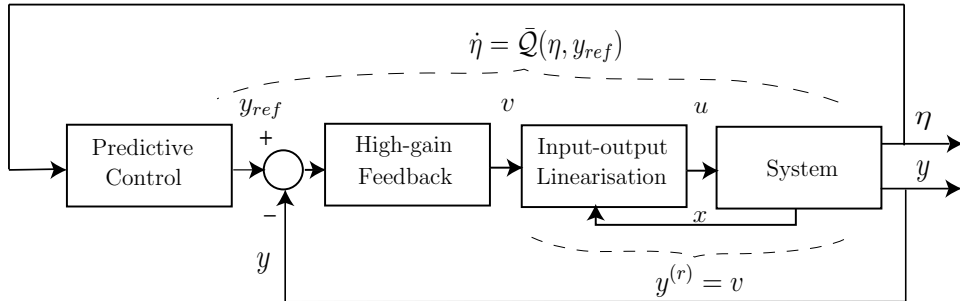 η̇ = Q̄(η, y_ref)
y_ref
v
u
+
−
Predictive
Control
High-gain
Feedback
Input-output
Linearisation
System
η
y
x
y
y^(r) = v